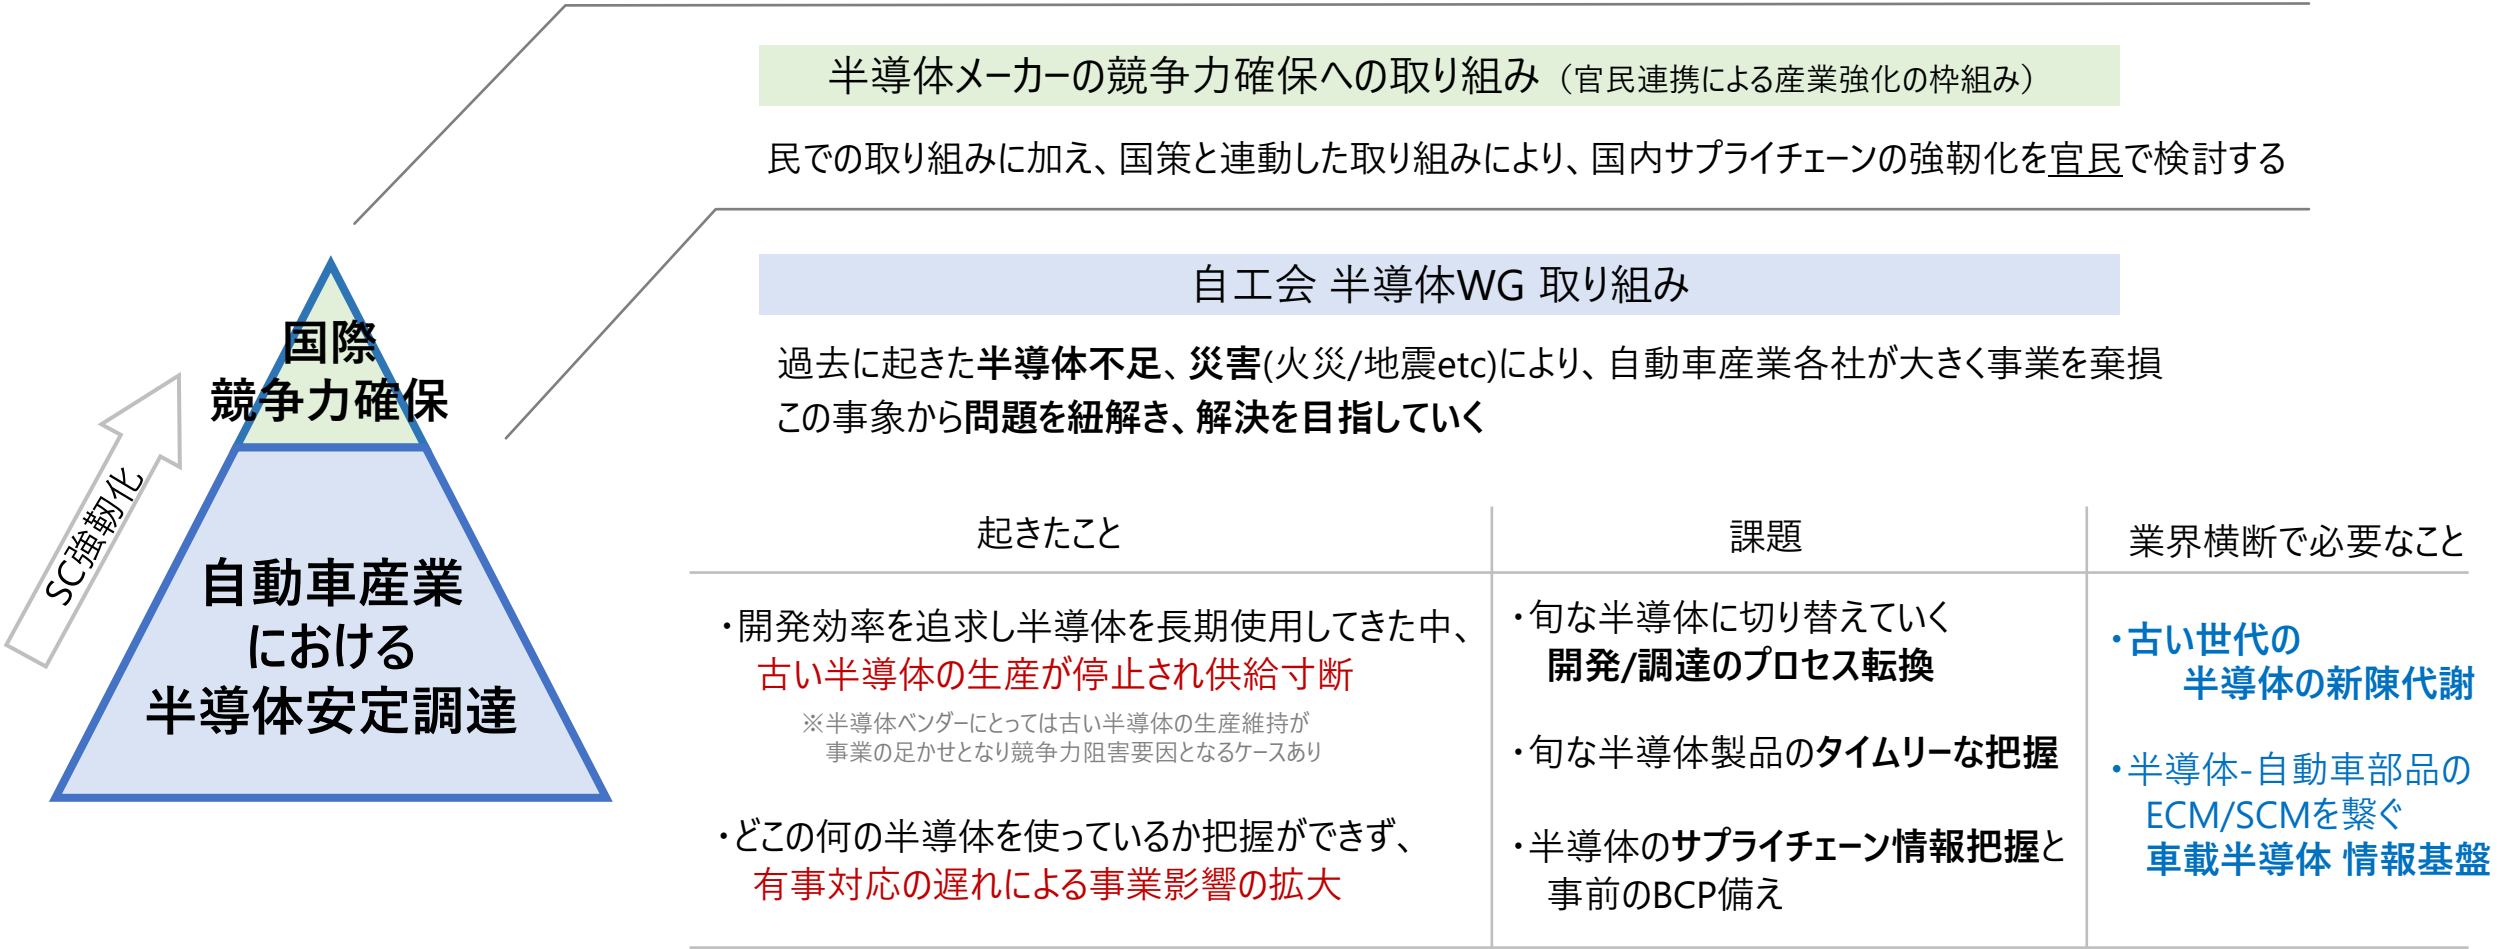 半導体メーカーの競争力確保への取り組み（官民連携による産業強化の枠組み）
民での取り組みに加え、国策と連動した取り組みにより、国内サプライチェーンの強靭化を官民で検討する
自工会 半導体WG 取り組み
過去に起きた半導体不足、災害(火災/地震etc)により、自動車産業各社が大きく事業を棄損
この事象から問題を紐解き、解決を目指していく
国際
競争力確保
SC強靭化
自動車産業
における
半導体安定調達
起きたこと
課題
業界横断で必要なこと
・開発効率を追求し半導体を長期使用してきた中、
古い半導体の生産が停止され供給寸断
※半導体ベンダーにとっては古い半導体の生産維持が
事業の足かせとなり競争力阻害要因となるケースあり
・どこの何の半導体を使っているか把握ができず、
有事対応の遅れによる事業影響の拡大
・旬な半導体に切り替えていく
開発/調達のプロセス転換
・旬な半導体製品のタイムリーな把握
・半導体のサプライチェーン情報把握と
事前のBCP備え
・古い世代の
半導体の新陳代謝
・半導体-自動車部品の
ECM/SCMを繋ぐ
車載半導体 情報基盤